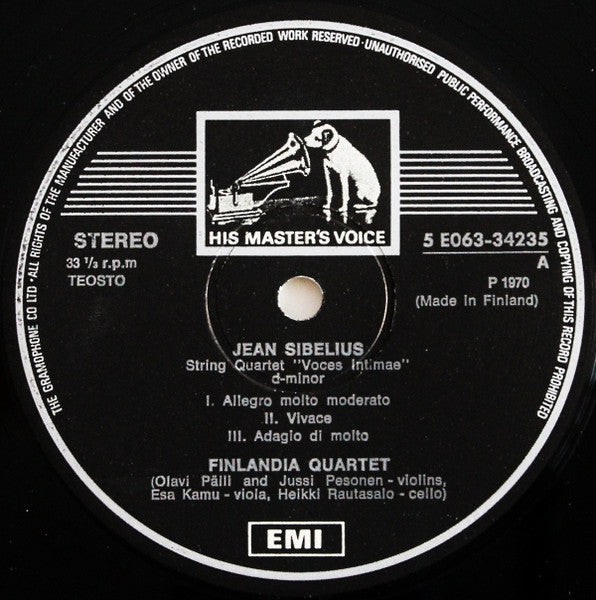 THE GRAMOPHONE CO LTD · ALL RIGHTS OF THE MANUFACTURER AND OF THE OWNER OF THE RECORDED WORK RESERVED · UNAUTHORISED PUBLIC PERFORMANCE BROADCASTING AND COPYING OF THIS RECORD PROHIBITED
HIS MASTER'S VOICE
STEREO
33 1/3 r.p.m
TEOSTO
5 E063-34235
A
P 1970
(Made in Finland)
JEAN SIBELIUS
String Quartet "Voces Intimae"
d-minor
I. Allegro molto moderato
II. Vivace
III. Adagio di molto
FINLANDIA QUARTET
(Olavi Pälli and Jussi Pesonen - violins,
Esa Kamu - viola, Heikki Rautasalo - cello)
EMI